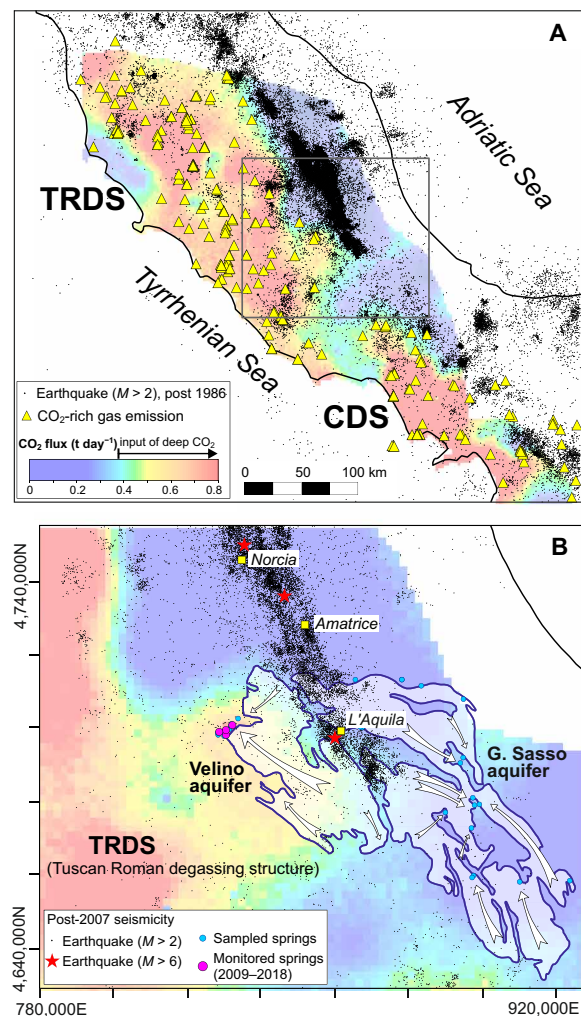 A
Adriatic Sea
TRDS
Tyrrhenian Sea
CDS
· Earthquake (M > 2), post 1986
CO₂-rich gas emission
CO₂ flux (t day⁻¹) input of deep CO₂
0 0.2 0.4 0.6 0.8
0 50 100 km
B
Norcia
4,740,000N
Amatrice
L'Aquila
Velino
aquifer
G. Sasso
aquifer
TRDS
(Tuscan Roman degassing structure)
Post-2007 seismicity
· Earthquake (M > 2)
Earthquake (M > 6)
Sampled springs
Monitored springs
(2009–2018)
4,640,000N
780,000E 920,000E